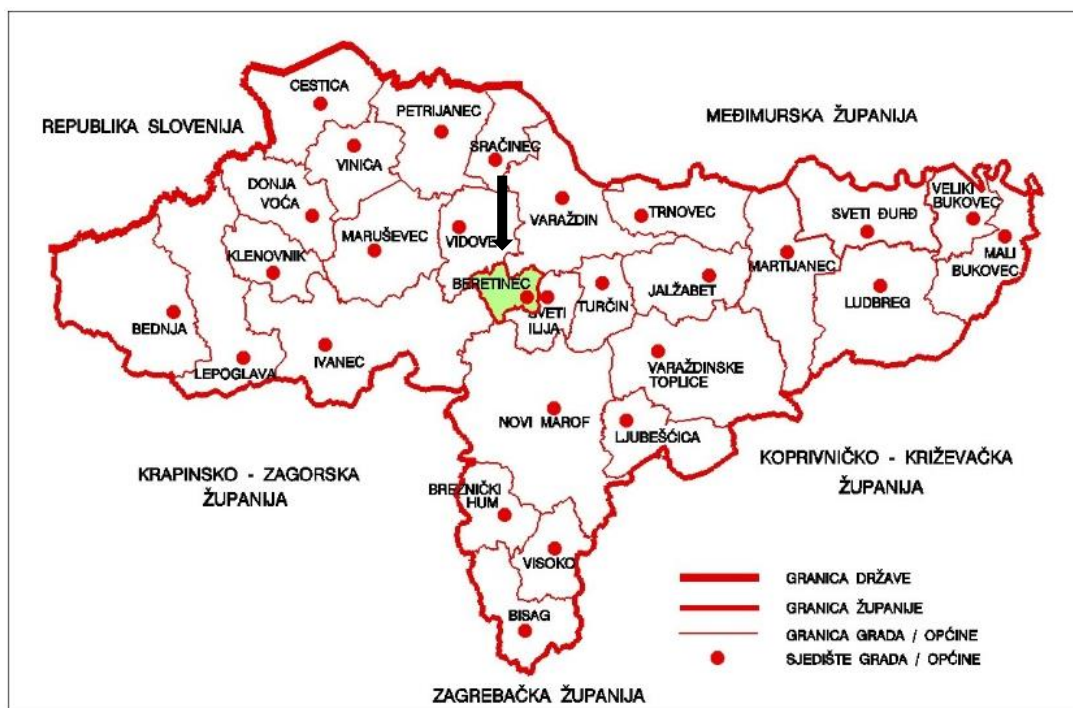 CESTICA
PETRIJANEC
REPUBLIKA SLOVENIJA
MEĐIMURSKA ŽUPANIJA
VINICA
SRAČINEC
DONJA
VOĆA
VARAŽDIN
TRNOVEC
SVETI ĐURĐ
VELIKI
BUKOVEC
MARUŠEVEC
VIDOVEC
KLENOVNIK
MALI
BUKOVEC
MARTIJANEC
BERETINEC
SVETI
ILIJA
TURČIN
JALŽABET
LUDBREG
BEDNJA
LEPOGLAVA
IVANEC
VARAŽDINSKE
TOPLICE
NOVI MAROF
LJUBEŠĆICA
KRAPINSKO - ZAGORSKA
ŽUPANIJA
KOPRIVNIČKO - KRIŽEVAČKA
ŽUPANIJA
BREZNIČKI
HUM
VISOKO
BISAG
GRANICA DRŽAVE
GRANICA ŽUPANIJE
GRANICA GRADA / OPĆINE
SJEDIŠTE GRADA / OPĆINE
ZAGREBAČKA ŽUPANIJA